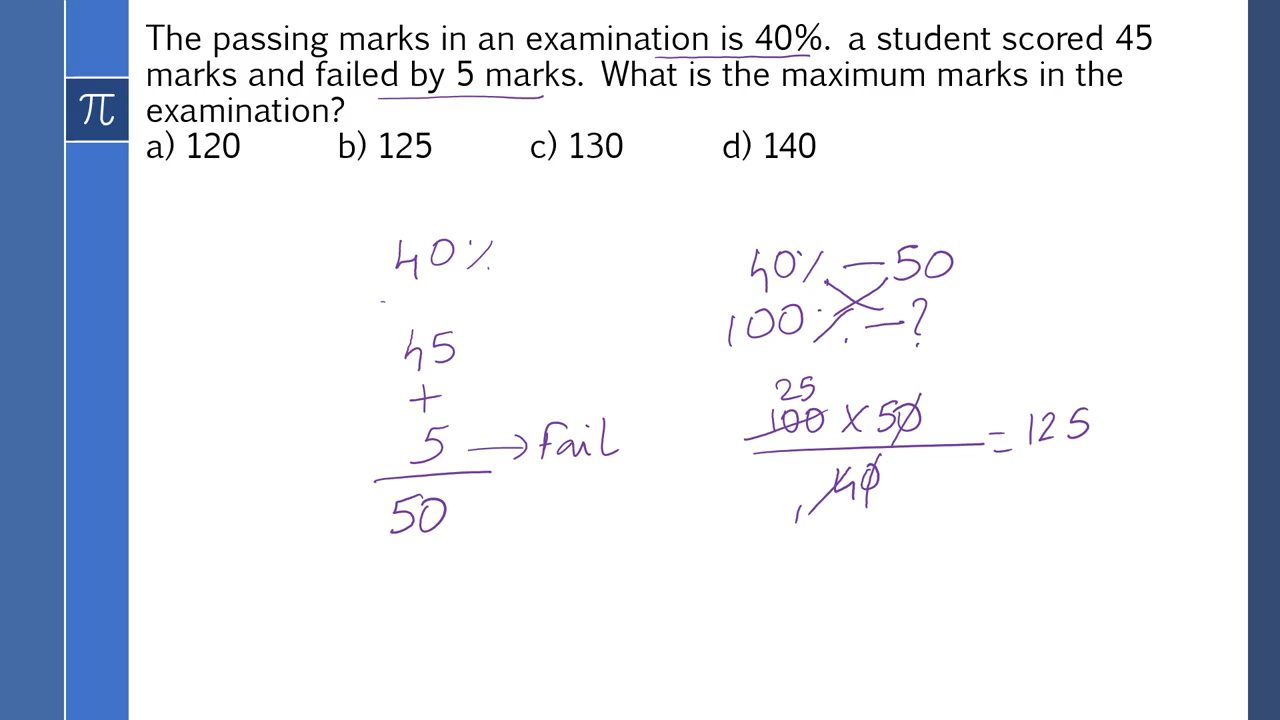 The passing marks in an examination is 40%. a student scored 45
marks and failed by 5 marks. What is the maximum marks in the
examination?
a) 120 b) 125 c) 130 d) 140
π
40%
45
+
5 → Fail
50
40% – 50
100% – ?
25
100 × 50 = 125
40
1